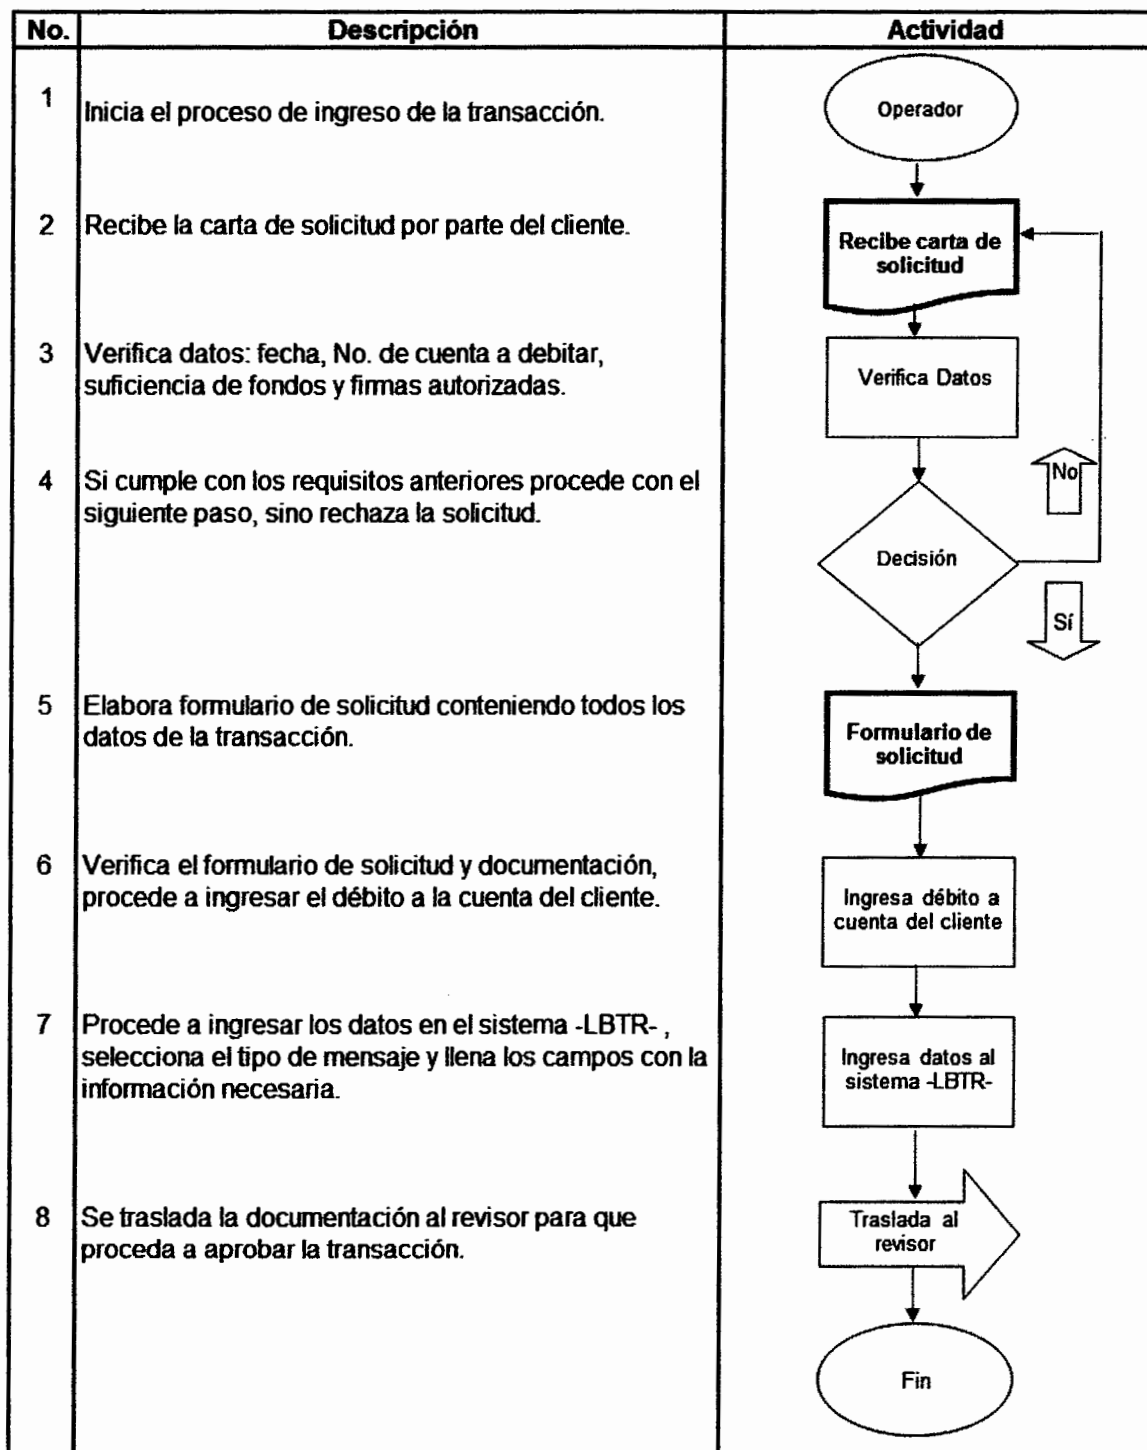 No. Descripción Actividad
1 Inicia el proceso de ingreso de la transacción.
Operador
2 Recibe la carta de solicitud por parte del cliente.
Recibe carta de
solicitud
3 Verifica datos: fecha, No. de cuenta a debitar,
suficiencia de fondos y firmas autorizadas.
Verifica Datos
4 Si cumple con los requisitos anteriores procede con el
siguiente paso, sino rechaza la solicitud.
No
Decisión
Sí
5 Elabora formulario de solicitud conteniendo todos los
datos de la transacción.
Formulario de
solicitud
6 Verifica el formulario de solicitud y documentación,
procede a ingresar el débito a la cuenta del cliente.
Ingresa débito a
cuenta del cliente
7 Procede a ingresar los datos en el sistema -LBTR- ,
selecciona el tipo de mensaje y llena los campos con la
información necesaria.
Ingresa datos al
sistema -LBTR-
8 Se traslada la documentación al revisor para que
proceda a aprobar la transacción.
Traslada al
revisor
Fin